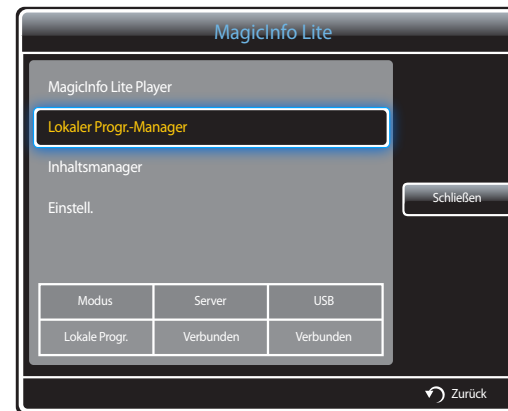 MagicInfo Lite
MagicInfo Lite Player
Lokaler Progr.-Manager
Inhaltsmanager
Einstell.
Schließen
Modus Server USB
Lokale Progr. Verbunden Verbunden
Zurück